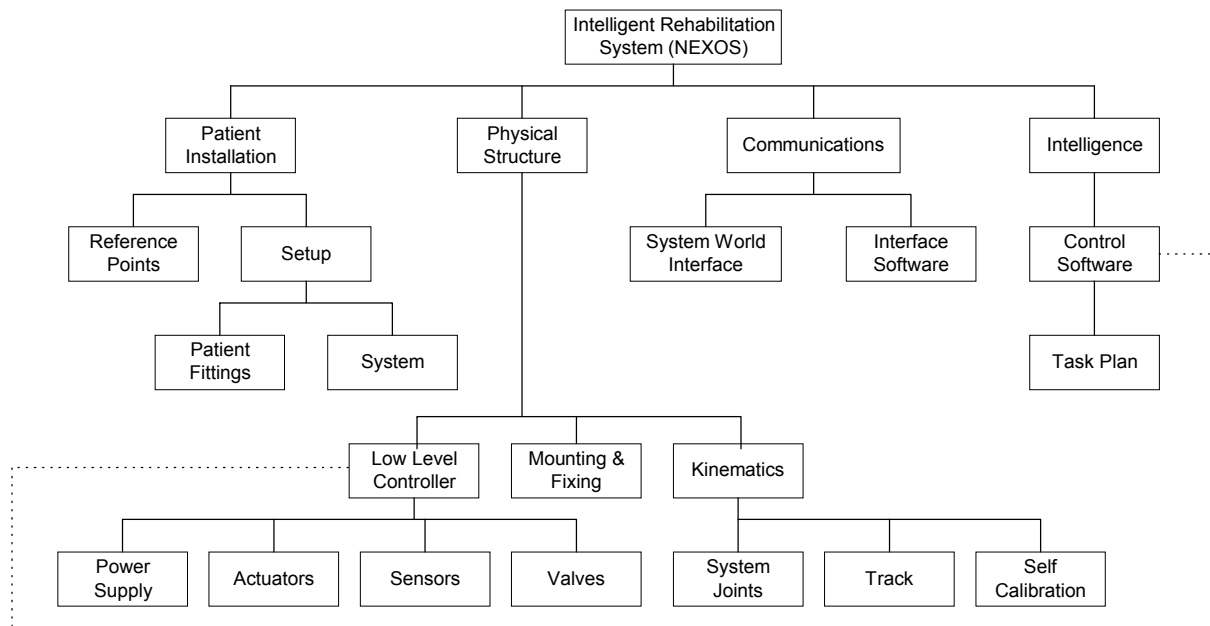 Intelligent Rehabilitation
System (NEXOS)
Patient
Installation
Physical
Structure
Communications
Intelligence
Reference
Points
Setup
System World
Interface
Interface
Software
Control
Software
Patient
Fittings
System
Task Plan
Low Level
Controller
Mounting &
Fixing
Kinematics
Power
Supply
Actuators
Sensors
Valves
System
Joints
Track
Self
Calibration